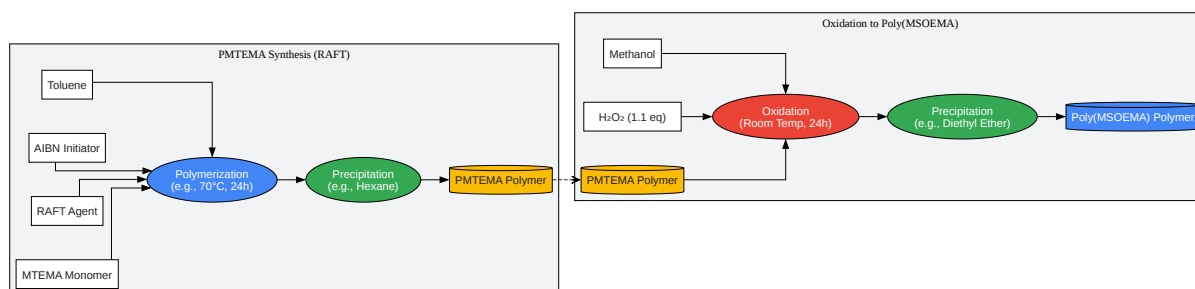 PMTEMA Synthesis (RAFT)
Toluene
AIBN Initiator
RAFT Agent
MTEMA Monomer
Polymerization
(e.g., 70°C, 24h)
Precipitation
(e.g., Hexane)
PMTEMA Polymer
Oxidation to Poly(MSOEMA)
Methanol
H₂O₂ (1.1 eq)
PMTEMA Polymer
Oxidation
(Room Temp, 24h)
Precipitation
(e.g., Diethyl Ether)
Poly(MSOEMA) Polymer